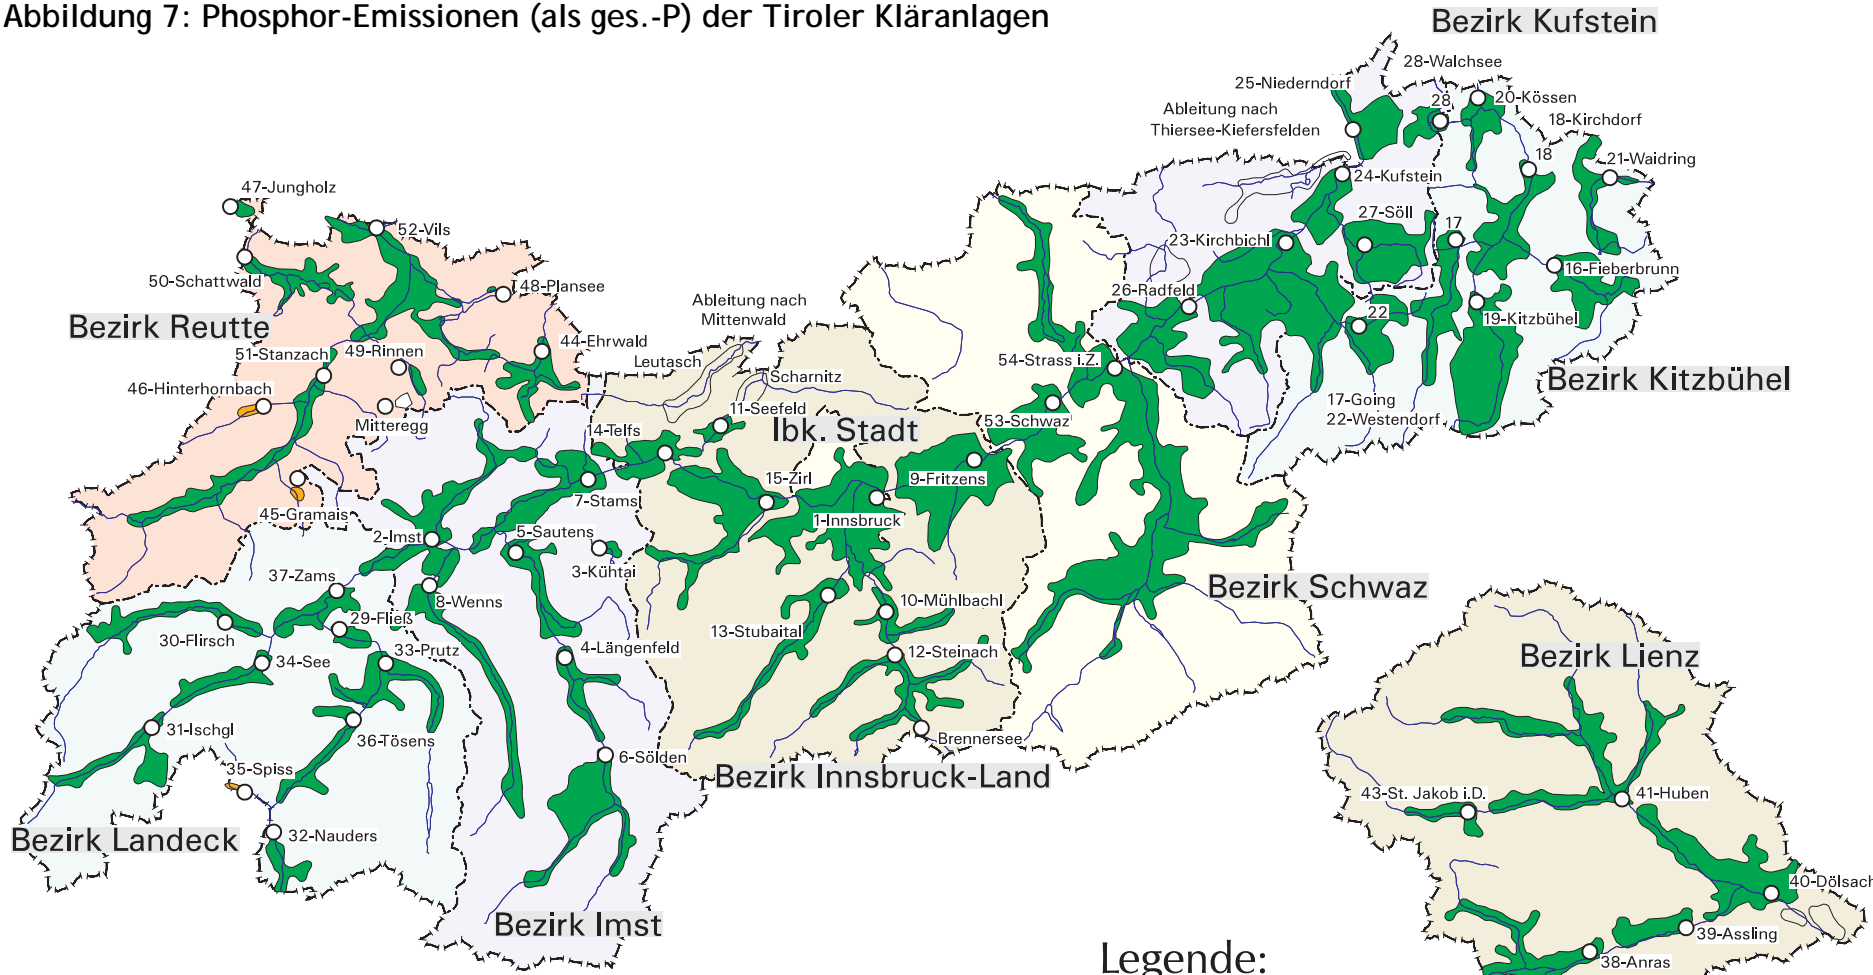 Abbildung 7: Phosphor-Emissionen (als ges.-P) der Tiroler Kläranlagen
Bezirk Kufstein
28-Walchsee
25-Niederndorf
28
20-Kössen
Ableitung nach
Thiersee-Kiefersfelden
18-Kirchdorf
18
21-Waidring
24-Kufstein
47-Jungholz
52-Vils
27-Söll
17
23-Kirchbichl
50-Schattwald
48-Plansee
16-Fieberbrunn
26-Radfeld
Ableitung nach
Mittenwald
22
19-Kitzbühel
Bezirk Reutte
44-Ehrwald
51-Stanzach
49-Rinnen
Leutasch
54-Strass i.Z.
Scharnitz
Bezirk Kitzbühel
46-Hinterhornbach
17-Going
22-Westendorf
11-Seefeld
Mitteregg
14-Telfs
Ibk. Stadt
53-Schwaz
15-Zirl
9-Fritzens
7-Stams
45-Gramais
1-Innsbruck
2-Imst
5-Sautens
3-Kühtai
37-Zams
Bezirk Schwaz
8-Wenns
10-Mühlbachl
29-Fließ
30-Flirsch
13-Stubaital
33-Prutz
4-Längenfeld
12-Steinach
34-See
Bezirk Lienz
31-Ischgl
36-Tösens
Brennersee
6-Sölden
35-Spiss
Bezirk Innsbruck-Land
43-St. Jakob i.D.
41-Huben
Bezirk Landeck
32-Nauders
40-Dölsach
Bezirk Imst
39-Assling
Legende:
38-Anras